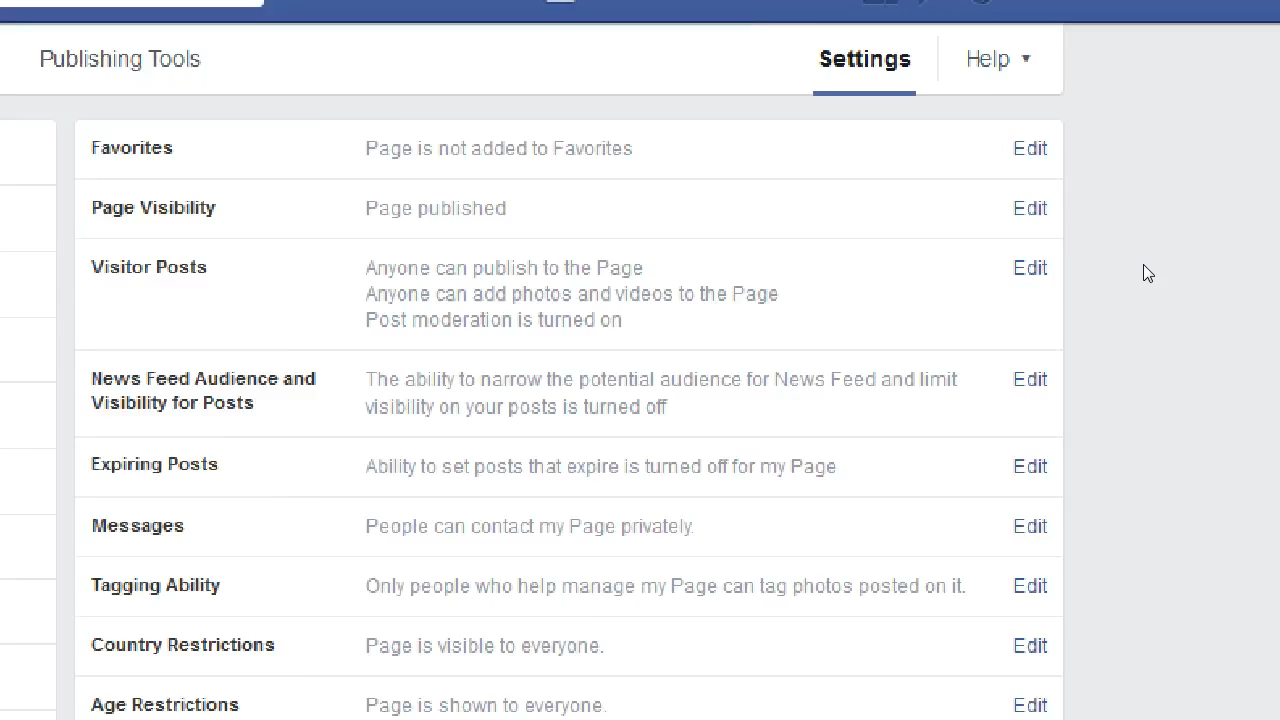 Publishing Tools
Settings
Help
Favorites
Page is not added to Favorites
Edit
Page Visibility
Page published
Edit
Visitor Posts
Anyone can publish to the Page
Anyone can add photos and videos to the Page
Post moderation is turned on
Edit
News Feed Audience and
Visibility for Posts
The ability to narrow the potential audience for News Feed and limit
visibility on your posts is turned off
Edit
Expiring Posts
Ability to set posts that expire is turned off for my Page
Edit
Messages
People can contact my Page privately.
Edit
Tagging Ability
Only people who help manage my Page can tag photos posted on it.
Edit
Country Restrictions
Page is visible to everyone.
Edit
Age Restrictions
Page is shown to everyone.
Edit